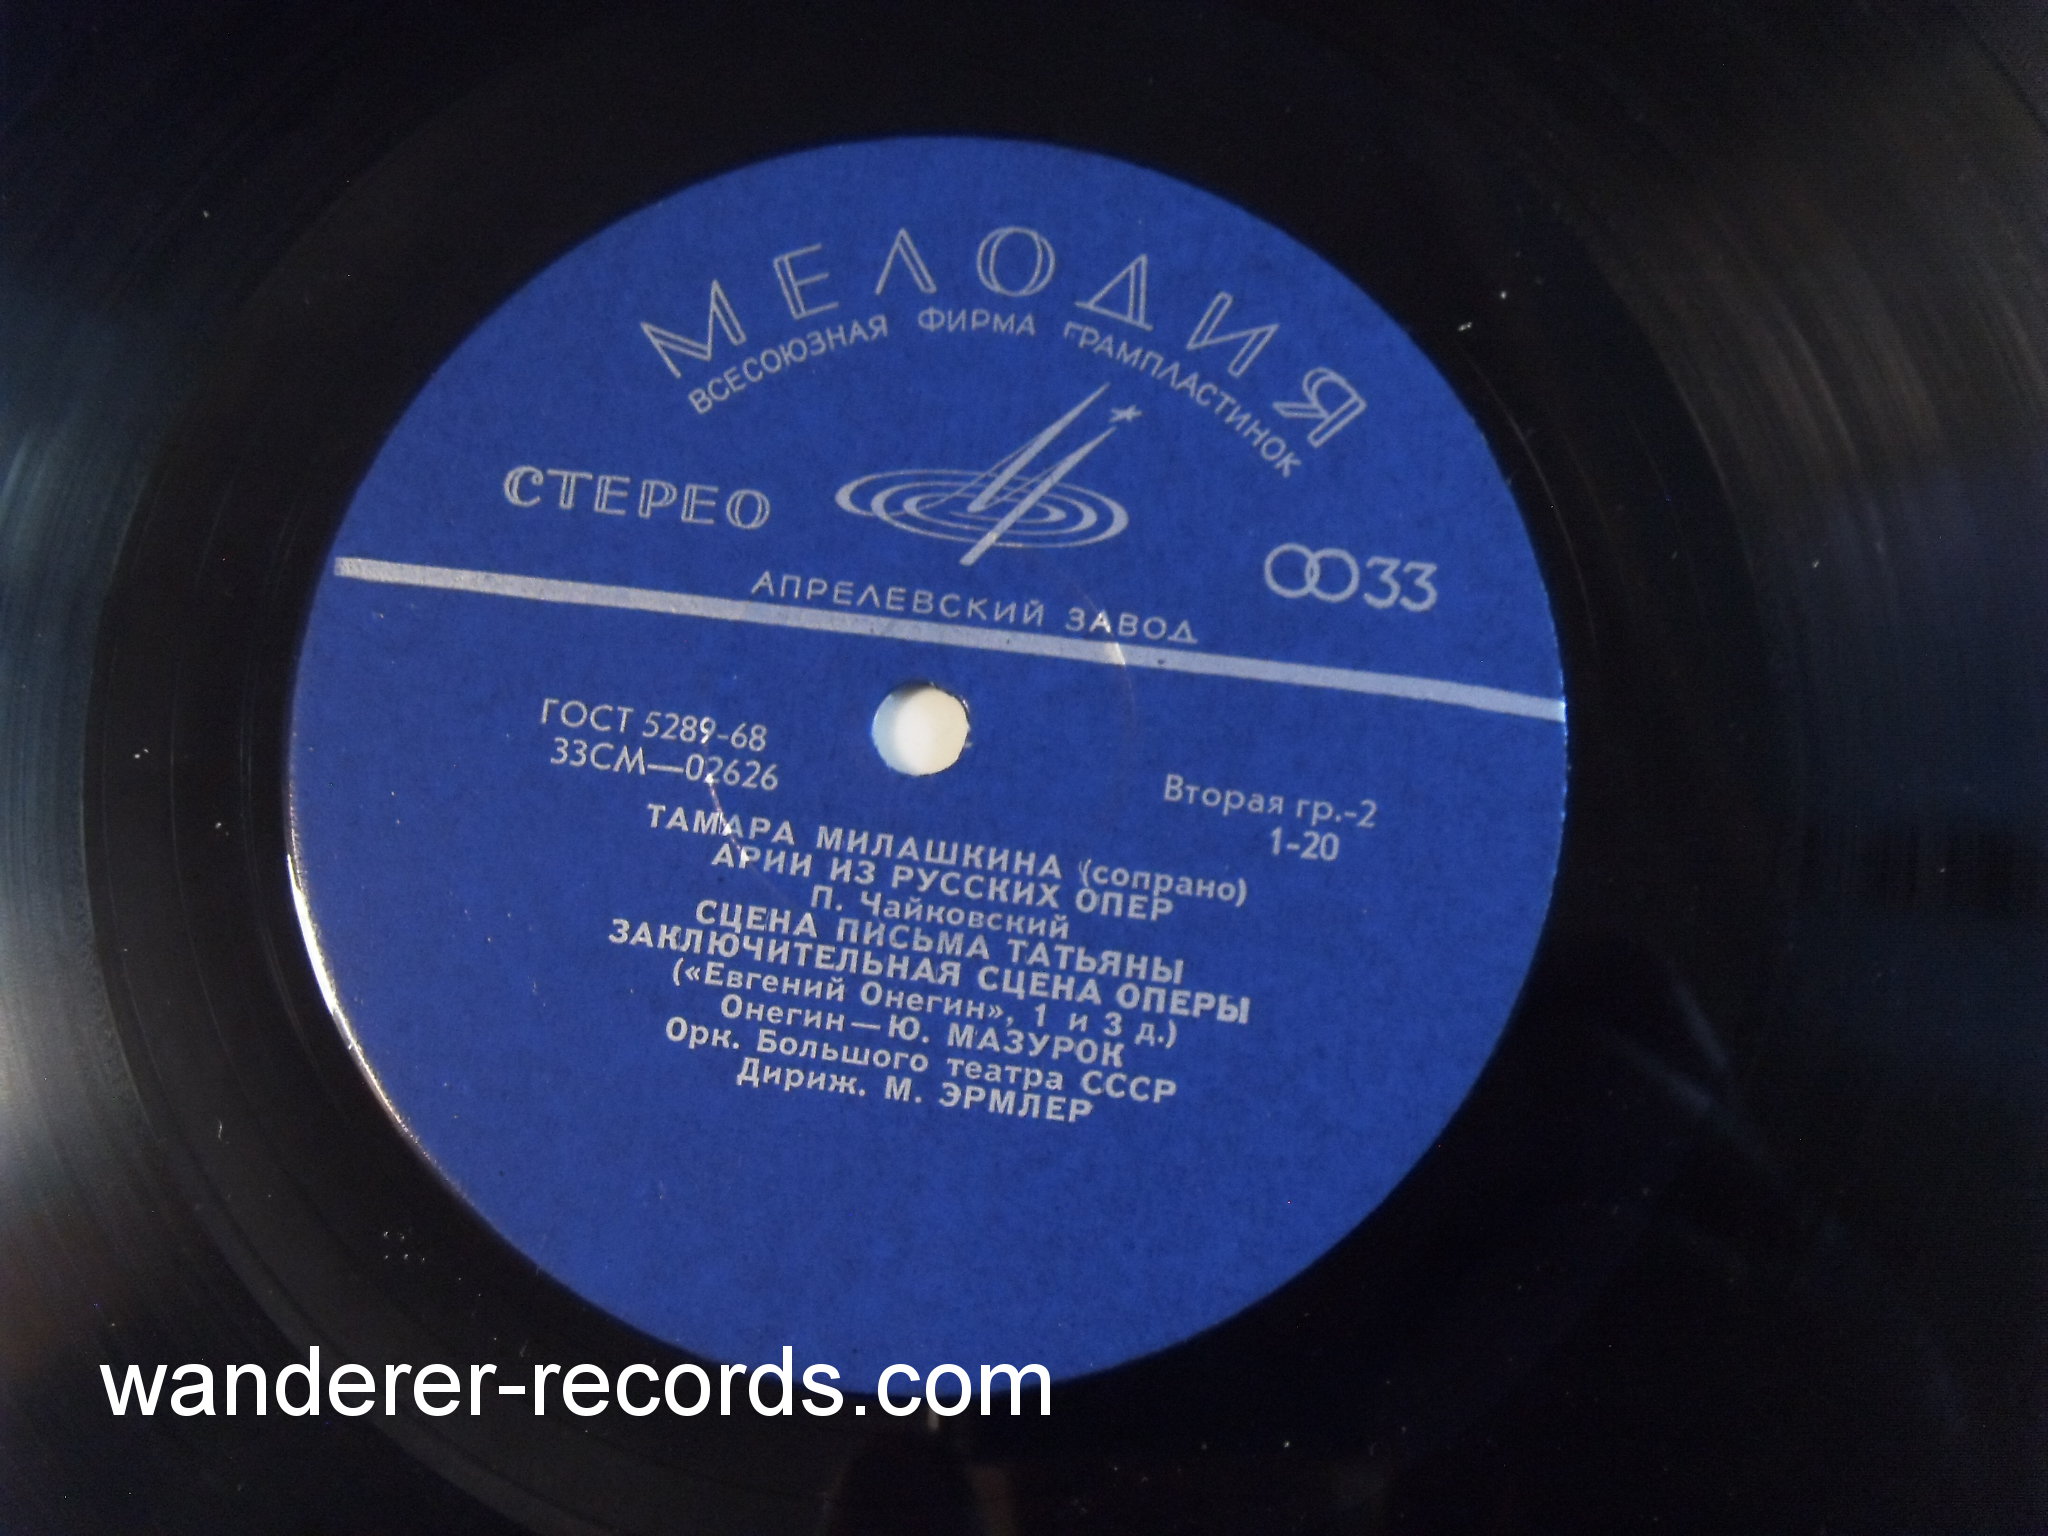 МЕЛОДИЯ
ВСЕСОЮЗНАЯ ФИРМА ГРАМПЛАСТИНОК
СТЕРЕО
33
АПРЕЛЕВСКИЙ ЗАВОД
ГОСТ 5289-68
33СМ—02626
Вторая гр.-2
1-20
ТАМАРА МИЛАШКИНА (сопрано)
АРИИ ИЗ РУССКИХ ОПЕР
П. Чайковский
СЦЕНА ПИСЬМА ТАТЬЯНЫ
ЗАКЛЮЧИТЕЛЬНАЯ СЦЕНА ОПЕРЫ
(«Евгений Онегин», 1 и 3 д.)
Онегин—Ю. МАЗУРОК
Орк. Большого театра СССР
Дириж. М. ЭРМЛЕР
wanderer-records.com